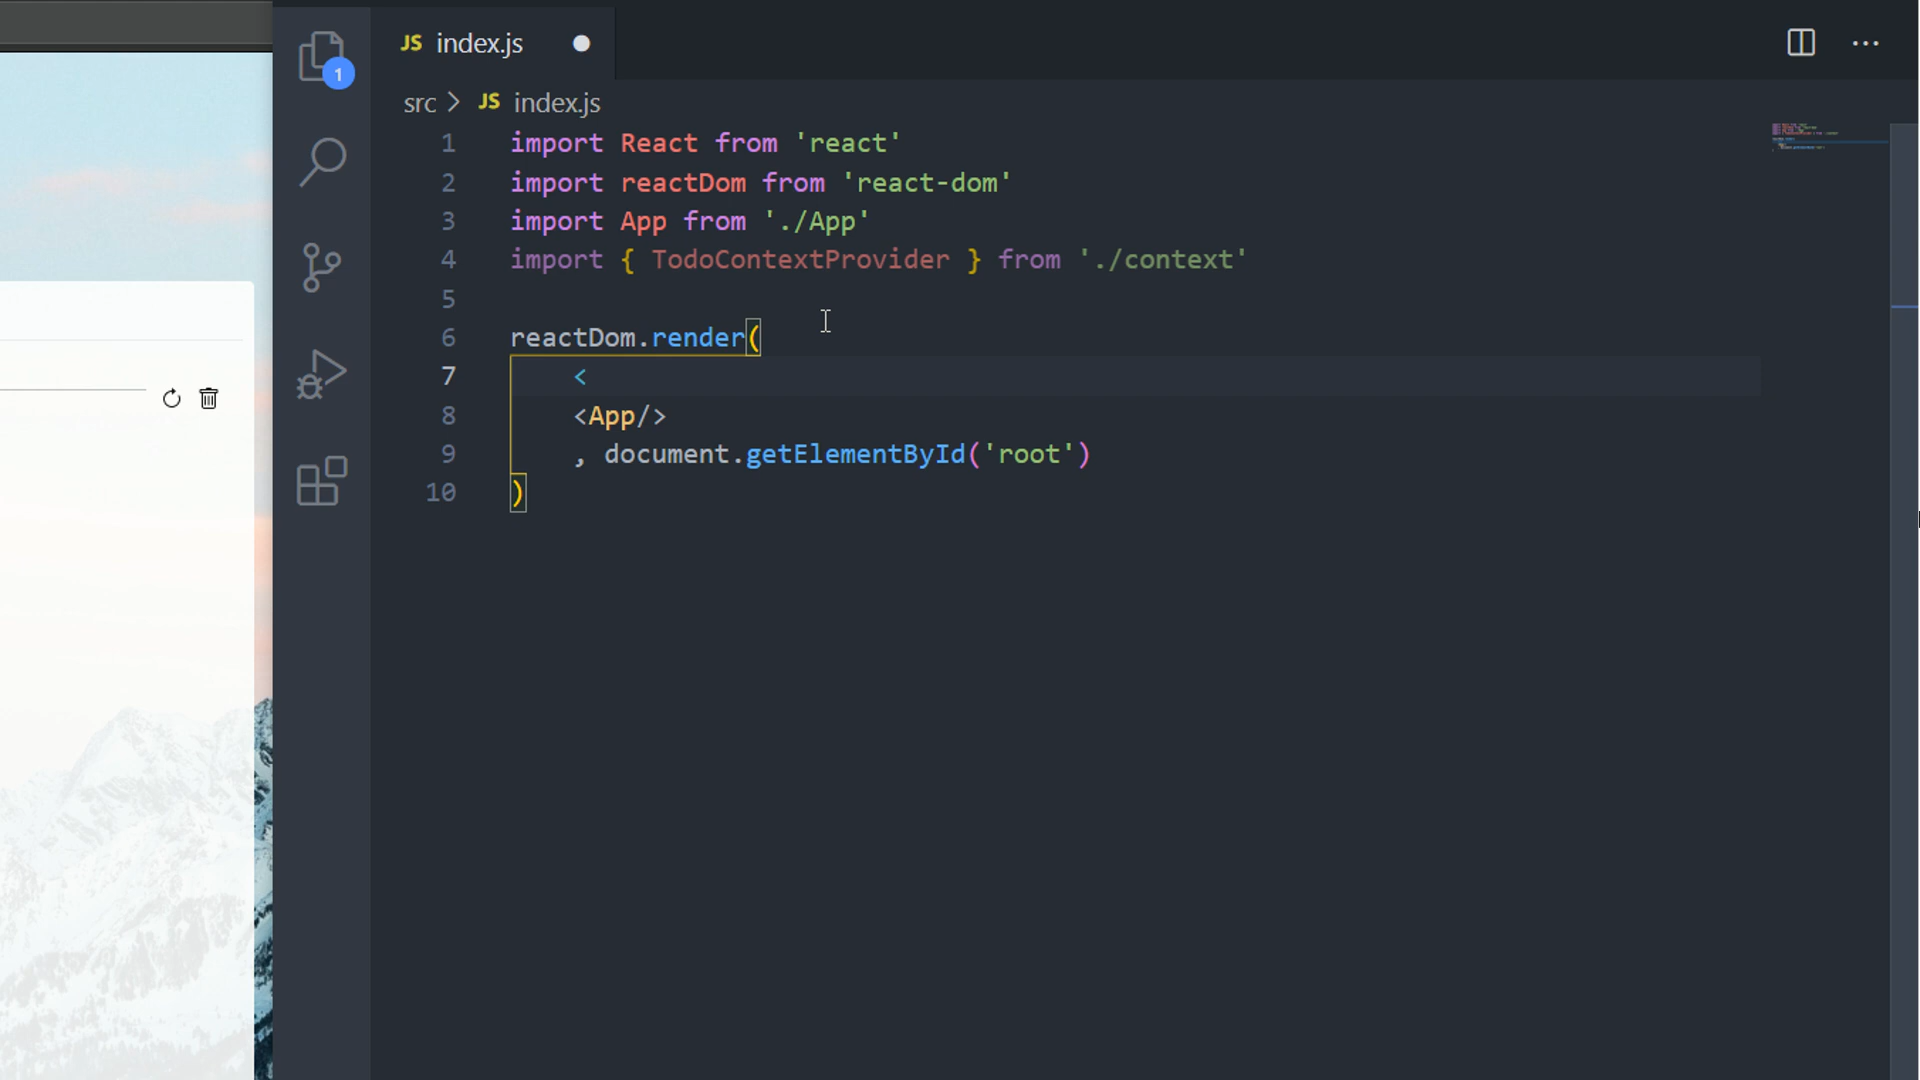 JS index.js
1
src > JS index.js
1 import React from 'react'
2 import reactDom from 'react-dom'
3 import App from './App'
4 import { TodoContextProvider } from './context'
5
6 reactDom.render(
7 <
8 <App/>
9 , document.getElementById('root')
10 )